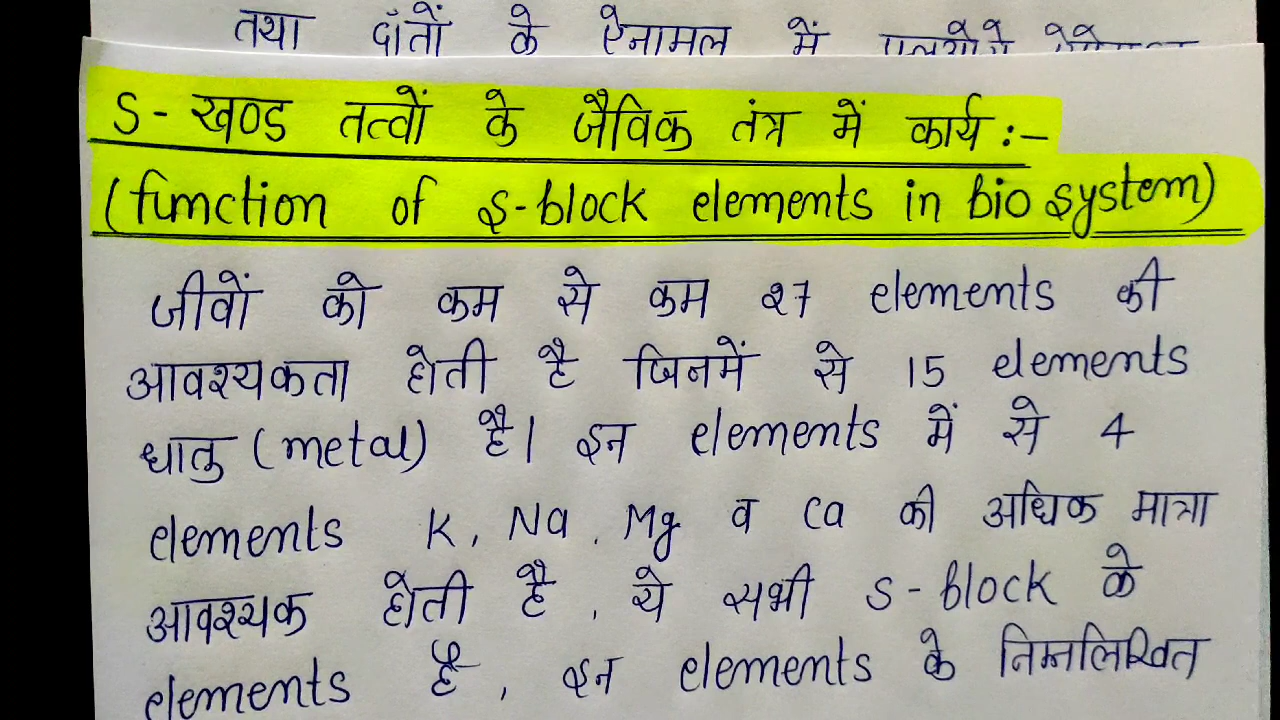 तथा दाँतों के ऐनामल में
S-खण्ड तत्वों के जैविक तंत्र में कार्य :-
(function of s-block elements in bio system)
जीवों को कम से कम 27 elements की
आवश्यकता होती है जिनमें से 15 elements
धातु (metal) है। इन elements में से 4
elements K, Na, Mg व Ca की अधिक मात्रा
आवश्यक होती है, ये सभी s-block के
elements है, इन elements के निम्नलिखित